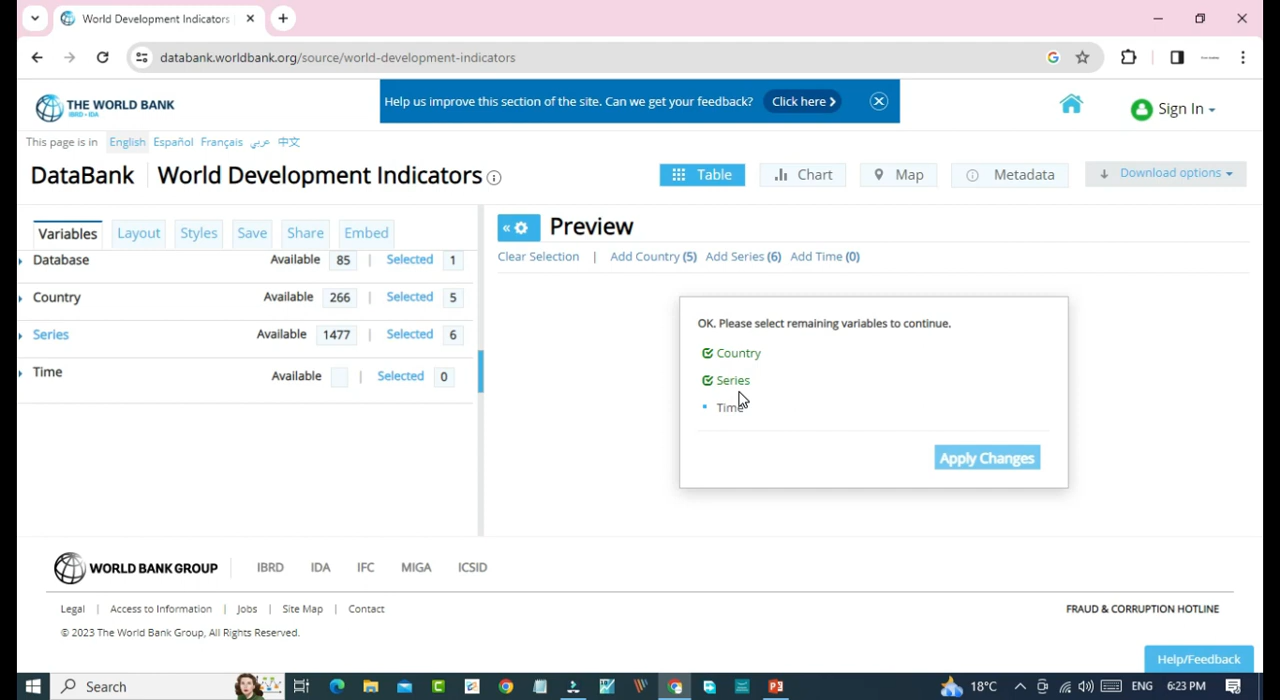 World Development Indicators
databank.worldbank.org/source/world-development-indicators
THE WORLD BANK
IBRD • IDA
Help us improve this section of the site. Can we get your feedback? Click here
Sign In
This page is in English Español Français عربي 中文
DataBank World Development Indicators
Table Chart Map Metadata Download options
Variables Layout Styles Save Share Embed
« Preview
Clear Selection | Add Country (5) Add Series (6) Add Time (0)
Database Available 85 | Selected 1
Country Available 266 | Selected 5
Series Available 1477 | Selected 6
Time Available | Selected 0
OK. Please select remaining variables to continue.
Country
Series
Time
Apply Changes
WORLD BANK GROUP IBRD IDA IFC MIGA ICSID
Legal | Access to Information | Jobs | Site Map | Contact
FRAUD & CORRUPTION HOTLINE
© 2023 The World Bank Group, All Rights Reserved.
Help/Feedback
Search 18°C ENG 6:23 PM